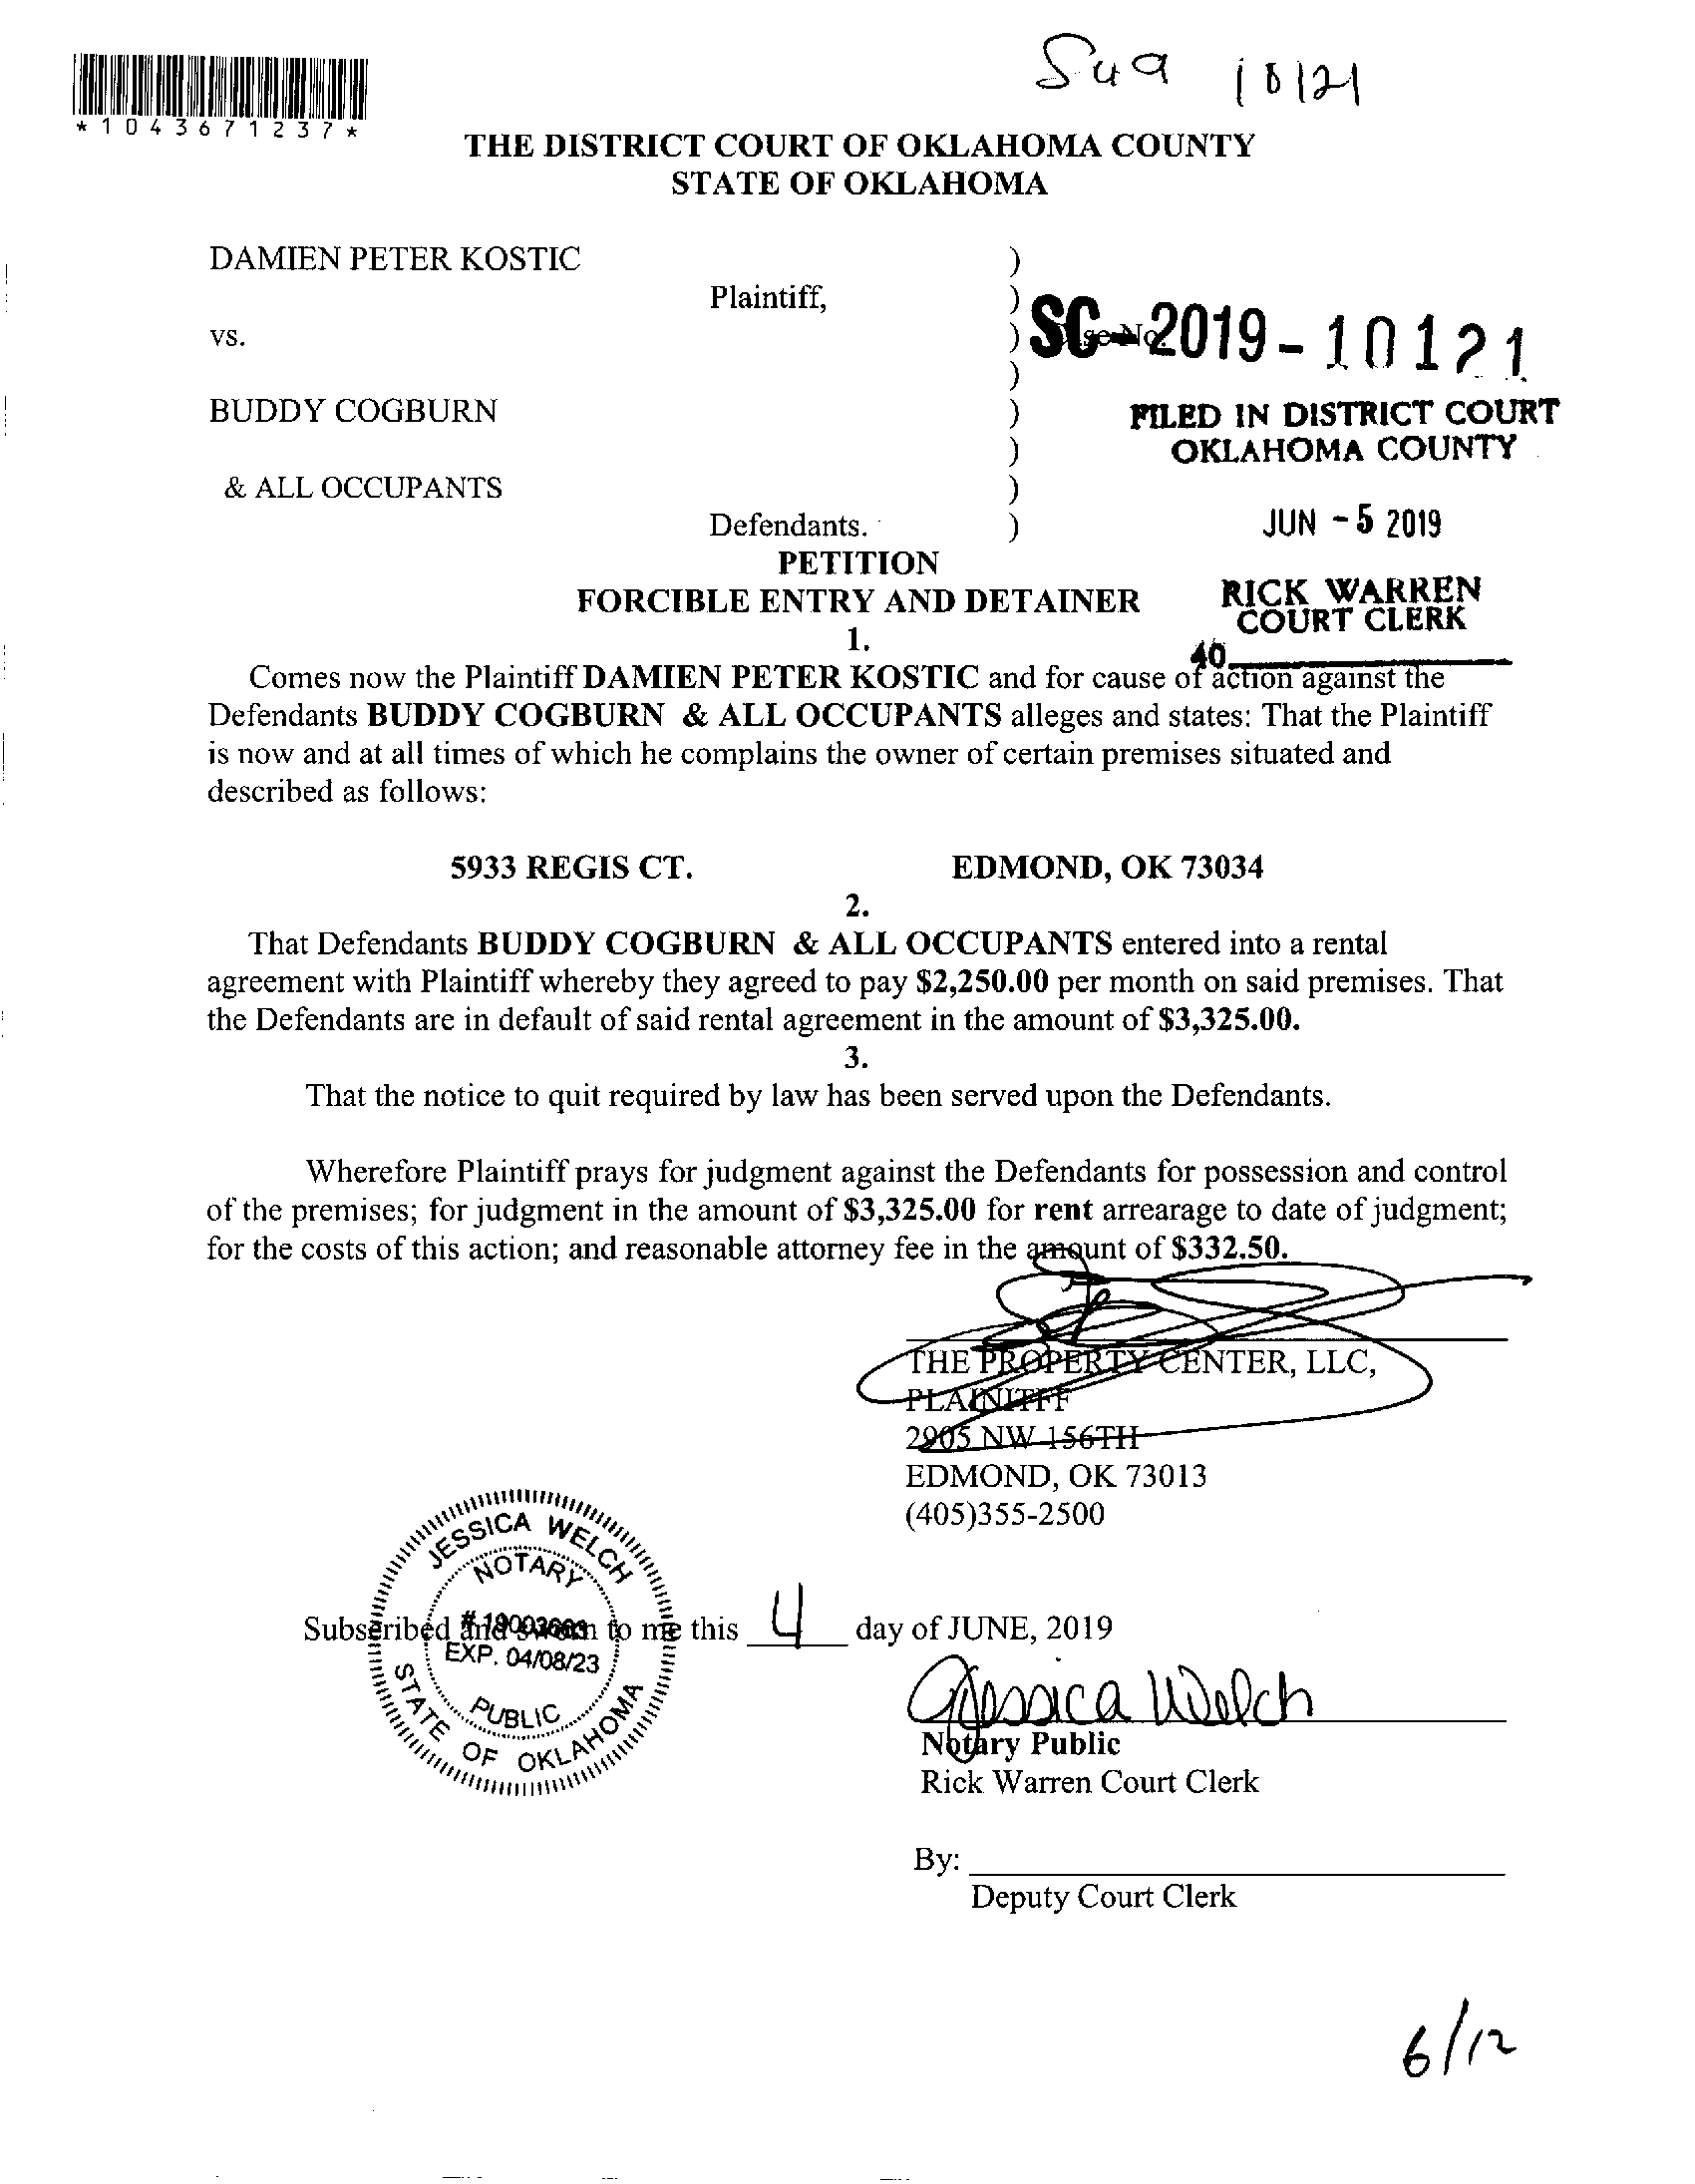 *1043671237*
THE DISTRICT COURT OF OKLAHOMA COUNTY
STATE OF OKLAHOMA
DAMIEN PETER KOSTIC )
Plaintiff, )
vs. )
)
SC-2019-10121
BUDDY COGBURN )
)
& ALL OCCUPANTS )
Defendants. )
FILED IN DISTRICT COURT
OKLAHOMA COUNTY
JUN -5 2019
RICK WARREN
COURT CLERK
40
PETITION
FORCIBLE ENTRY AND DETAINER
1.
Comes now the Plaintiff DAMIEN PETER KOSTIC and for cause of action against the
Defendants BUDDY COGBURN & ALL OCCUPANTS alleges and states: That the Plaintiff
is now and at all times of which he complains the owner of certain premises situated and
described as follows:
5933 REGIS CT. EDMOND, OK 73034
2.
That Defendants BUDDY COGBURN & ALL OCCUPANTS entered into a rental
agreement with Plaintiff whereby they agreed to pay $2,250.00 per month on said premises. That
the Defendants are in default of said rental agreement in the amount of $3,325.00.
3.
That the notice to quit required by law has been served upon the Defendants.
Wherefore Plaintiff prays for judgment against the Defendants for possession and control
of the premises; for judgment in the amount of $3,325.00 for rent arrearage to date of judgment;
for the costs of this action; and reasonable attorney fee in the amount of $332.50.
THE PROPERTY CENTER, LLC,
PLAINITFF
2905 NW 156TH
EDMOND, OK 73013
(405)355-2500
JESSICA WELCH
NOTARY
EXP. 04/08/23
PUBLIC
STATE OF OKLAHOMA
Subscribed and sworn to me this 4 day of JUNE, 2019
Jessica Welch
Notary Public
Rick Warren Court Clerk
By:
Deputy Court Clerk
6/12